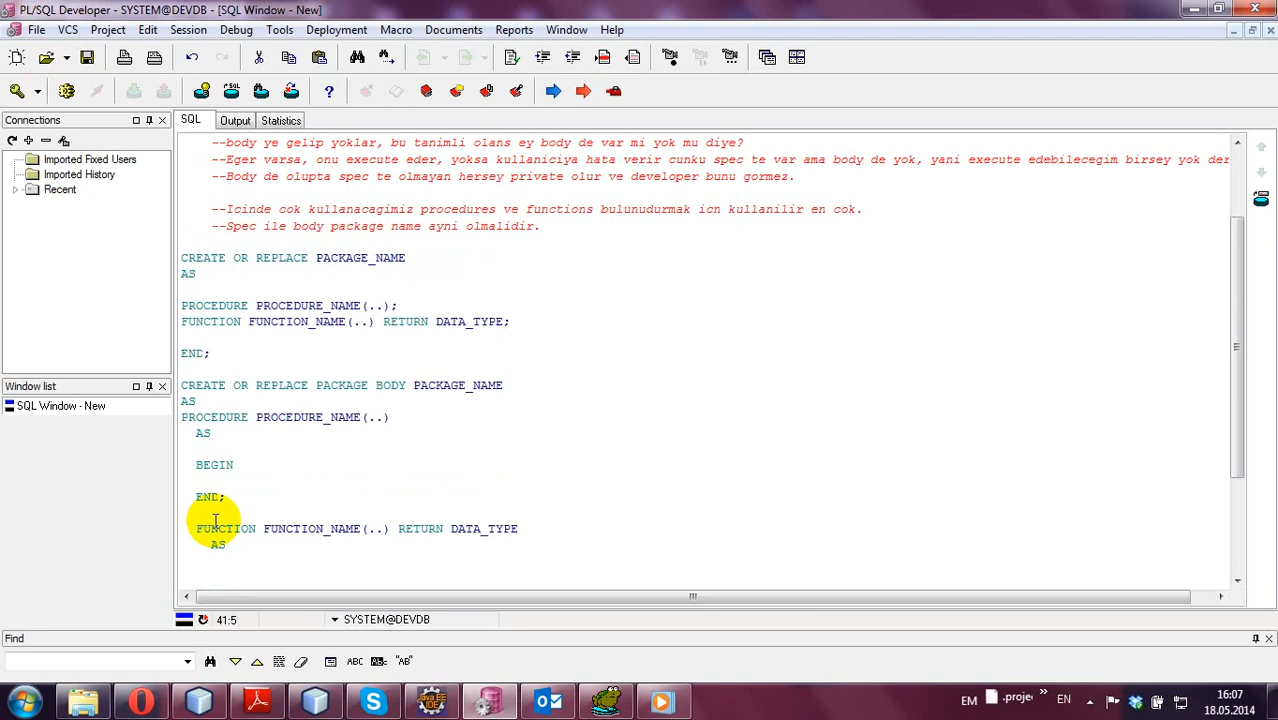 PL/SQL Developer - SYSTEM@DEVDB - [SQL Window - New]
File VCS Project Edit Session Debug Tools Deployment Macro Documents Reports Window Help
SQL Output Statistics
Connections
Imported Fixed Users
Imported History
Recent
Window list
SQL Window - New
--body ye gelip yoklar, bu tanimli olans ey body de var mi yok mu diye?
--Eger varsa, onu execute eder, yoksa kullaniciya hata verir cunku spec te var ama body de yok, yani execute edebilecegim birsey yok der
--Body de olupta spec te olmayan hersey private olur ve developer bunu gormez.
--Icinde cok kullanacagimiz procedures ve functions bulunudurmak icn kullanilir en cok.
--Spec ile body package name ayni olmalidir.
CREATE OR REPLACE PACKAGE_NAME
AS
PROCEDURE PROCEDURE_NAME(..);
FUNCTION FUNCTION_NAME(..) RETURN DATA_TYPE;
END;
CREATE OR REPLACE PACKAGE BODY PACKAGE_NAME
AS
PROCEDURE PROCEDURE_NAME(..)
AS
BEGIN
END;
FUNCTION FUNCTION_NAME(..) RETURN DATA_TYPE
AS
41:5 SYSTEM@DEVDB
Find
ABC "AB"
EM .proje EN
16:07
18.05.2014